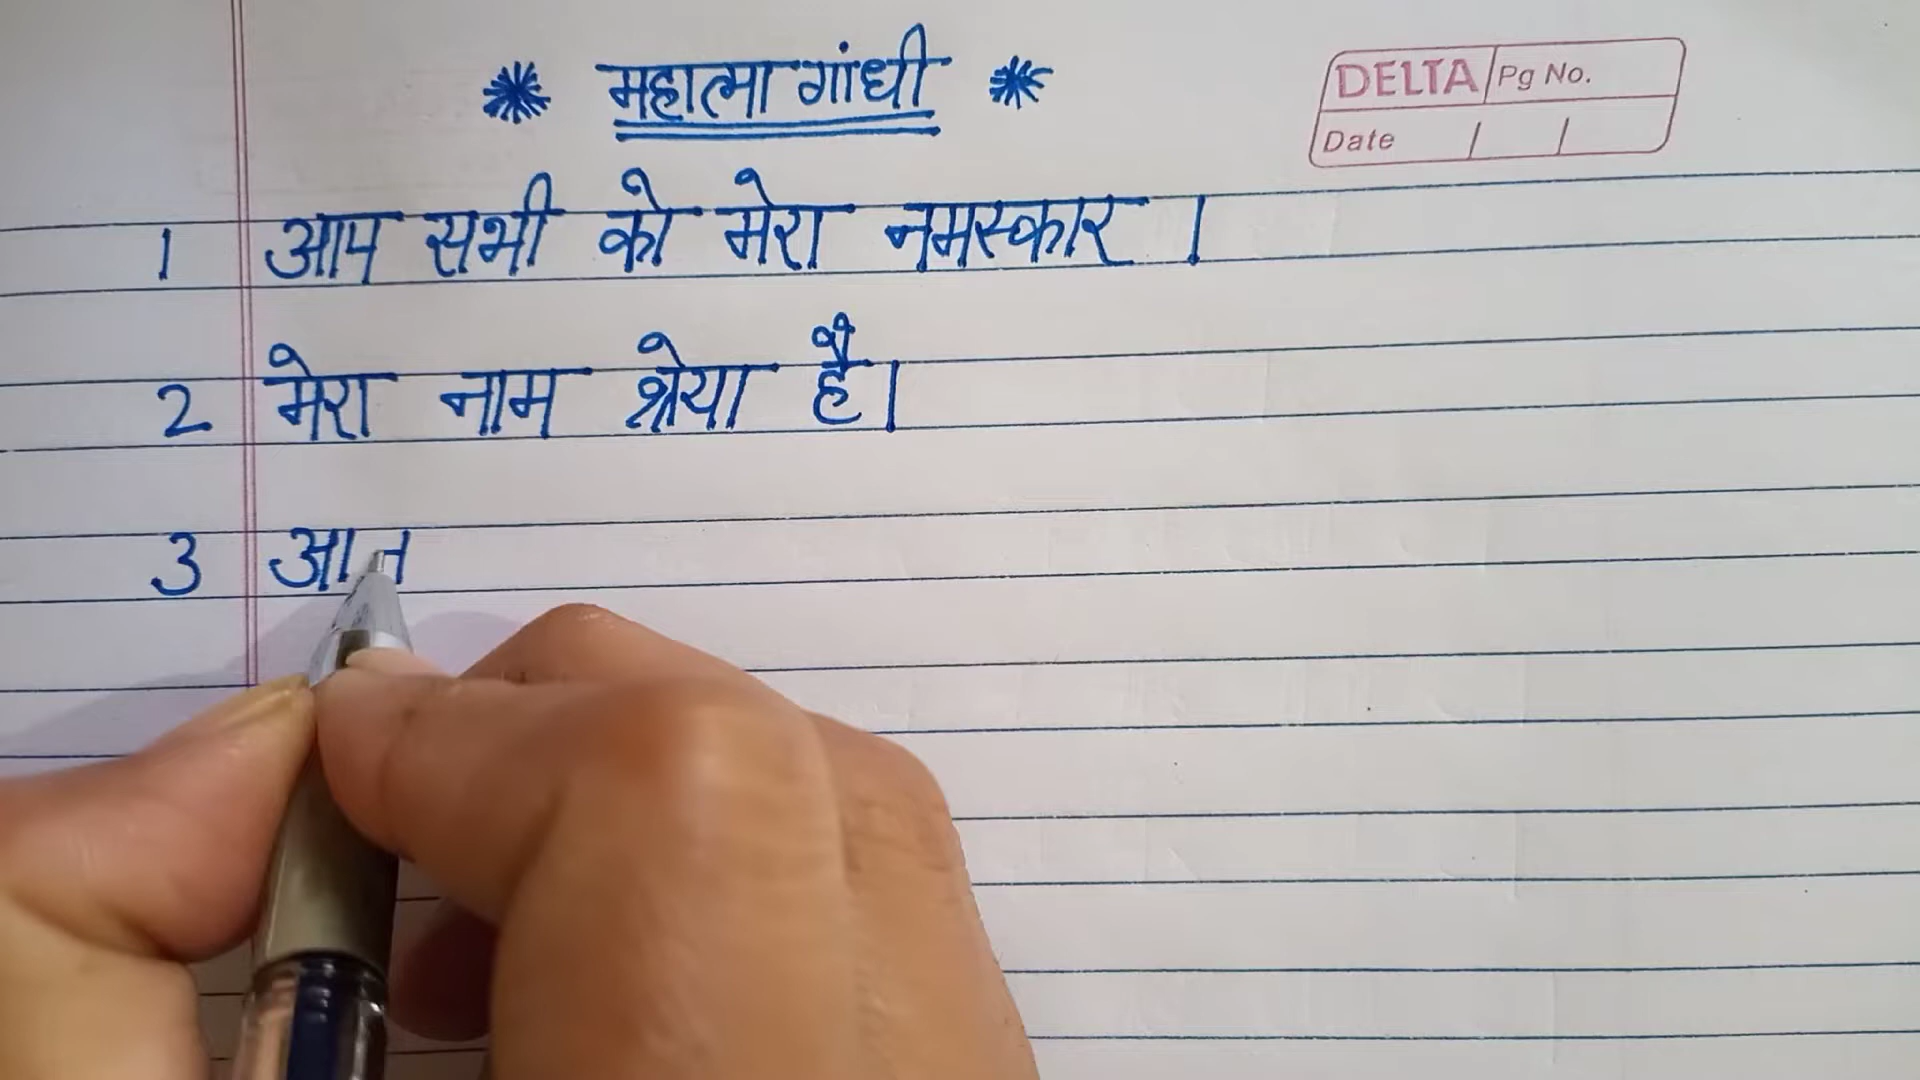 * महात्मा गांधी *
DELTA Pg No.
Date / /
1 आप सभी को मेरा नमस्कार ।
2 मेरा नाम श्रेया है।
3